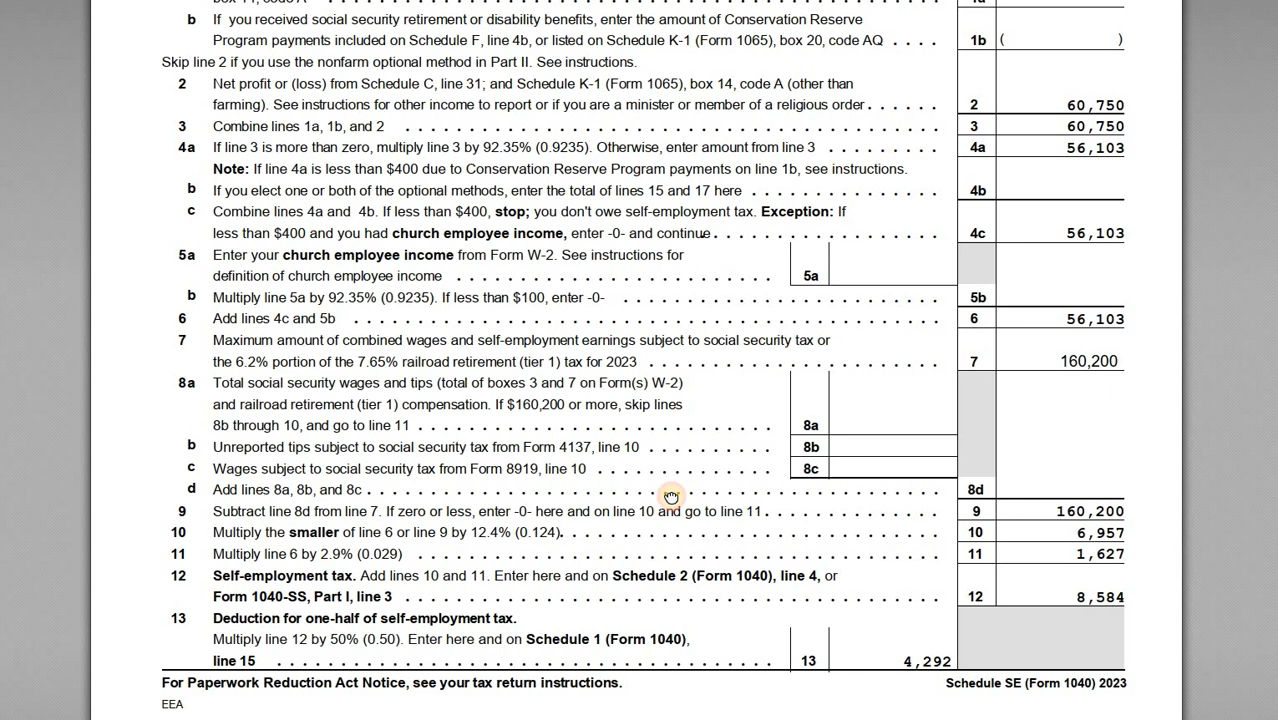 b If you received social security retirement or disability benefits, enter the amount of Conservation Reserve
Program payments included on Schedule F, line 4b, or listed on Schedule K-1 (Form 1065), box 20, code AQ . . . . 1b ( )
Skip line 2 if you use the nonfarm optional method in Part II. See instructions.
2 Net profit or (loss) from Schedule C, line 31; and Schedule K-1 (Form 1065), box 14, code A (other than
farming). See instructions for other income to report or if you are a minister or member of a religious order . . . . . . 2 60,750
3 Combine lines 1a, 1b, and 2 . . . . . . . . . . . . . . . . . . . . . . . . . . 3 60,750
4a If line 3 is more than zero, multiply line 3 by 92.35% (0.9235). Otherwise, enter amount from line 3 . . . . . . . . 4a 56,103
Note: If line 4a is less than $400 due to Conservation Reserve Program payments on line 1b, see instructions.
b If you elect one or both of the optional methods, enter the total of lines 15 and 17 here . . . . . . . . . . . . 4b
c Combine lines 4a and 4b. If less than $400, stop; you don't owe self-employment tax. Exception: If
less than $400 and you had church employee income, enter -0- and continue . . . . . . . . . . . . . 4c 56,103
5a Enter your church employee income from Form W-2. See instructions for
definition of church employee income . . . . . . . . . . . . . . . 5a
b Multiply line 5a by 92.35% (0.9235). If less than $100, enter -0- . . . . . . . . . . . . . . . 5b
6 Add lines 4c and 5b . . . . . . . . . . . . . . . . . . . . . . . . . . . . 6 56,103
7 Maximum amount of combined wages and self-employment earnings subject to social security tax or
the 6.2% portion of the 7.65% railroad retirement (tier 1) tax for 2023 . . . . . . . . . . . . . . 7 160,200
8a Total social security wages and tips (total of boxes 3 and 7 on Form(s) W-2)
and railroad retirement (tier 1) compensation. If $160,200 or more, skip lines
8b through 10, and go to line 11 . . . . . . . . . . . . . . . . . 8a
b Unreported tips subject to social security tax from Form 4137, line 10 . . . . . . 8b
c Wages subject to social security tax from Form 8919, line 10 . . . . . . . . 8c
d Add lines 8a, 8b, and 8c . . . . . . . . . . . . . . . . . . . . . . . . . . . 8d
9 Subtract line 8d from line 7. If zero or less, enter -0- here and on line 10 and go to line 11 . . . . . . . . 9 160,200
10 Multiply the smaller of line 6 or line 9 by 12.4% (0.124) . . . . . . . . . . . . . . . . . . 10 6,957
11 Multiply line 6 by 2.9% (0.029) . . . . . . . . . . . . . . . . . . . . . . . . . 11 1,627
12 Self-employment tax. Add lines 10 and 11. Enter here and on Schedule 2 (Form 1040), line 4, or
Form 1040-SS, Part I, line 3 . . . . . . . . . . . . . . . . . . . . . . . . . . 12 8,584
13 Deduction for one-half of self-employment tax.
Multiply line 12 by 50% (0.50). Enter here and on Schedule 1 (Form 1040),
line 15 . . . . . . . . . . . . . . . . . . . . . . . . 13 4,292
For Paperwork Reduction Act Notice, see your tax return instructions. Schedule SE (Form 1040) 2023
EEA